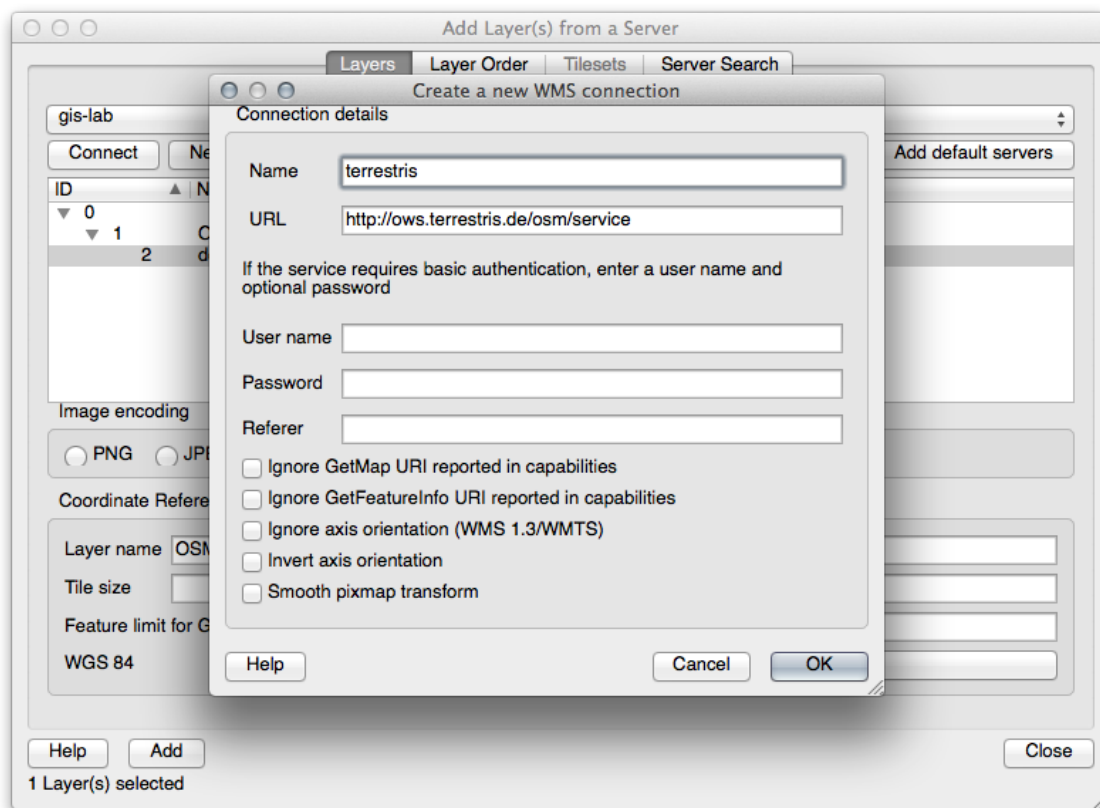 Add Layer(s) from a Server
Layers Layer Order Tilesets Server Search
Create a new WMS connection
gis-lab
Connect
Add default servers
ID
0
1
2
Connection details
Name terrestris
URL http://ows.terrestris.de/osm/service
If the service requires basic authentication, enter a user name and
optional password
User name
Password
Referer
Ignore GetMap URI reported in capabilities
Ignore GetFeatureInfo URI reported in capabilities
Ignore axis orientation (WMS 1.3/WMTS)
Invert axis orientation
Smooth pixmap transform
Help Cancel OK
Image encoding
PNG JPE
Coordinate Refere
Layer name OSM
Tile size
Feature limit for G
WGS 84
Help Add Close
1 Layer(s) selected